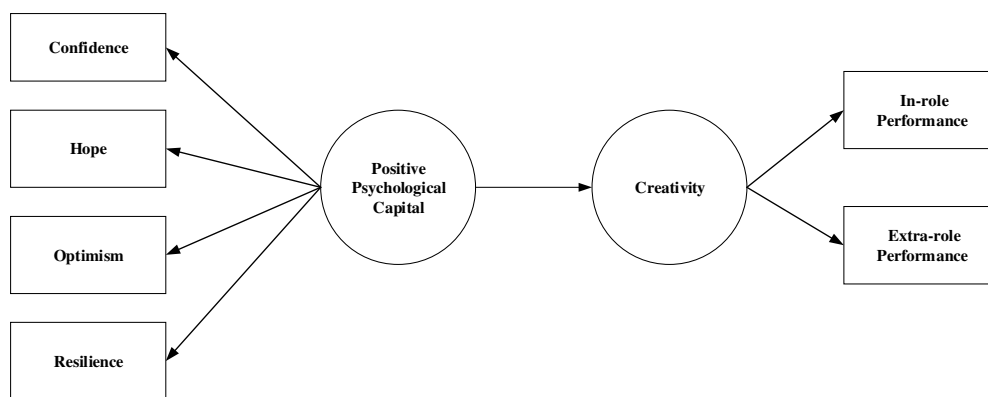 Confidence
Hope
Optimism
Resilience
Positive
Psychological
Capital
Creativity
In-role
Performance
Extra-role
Performance